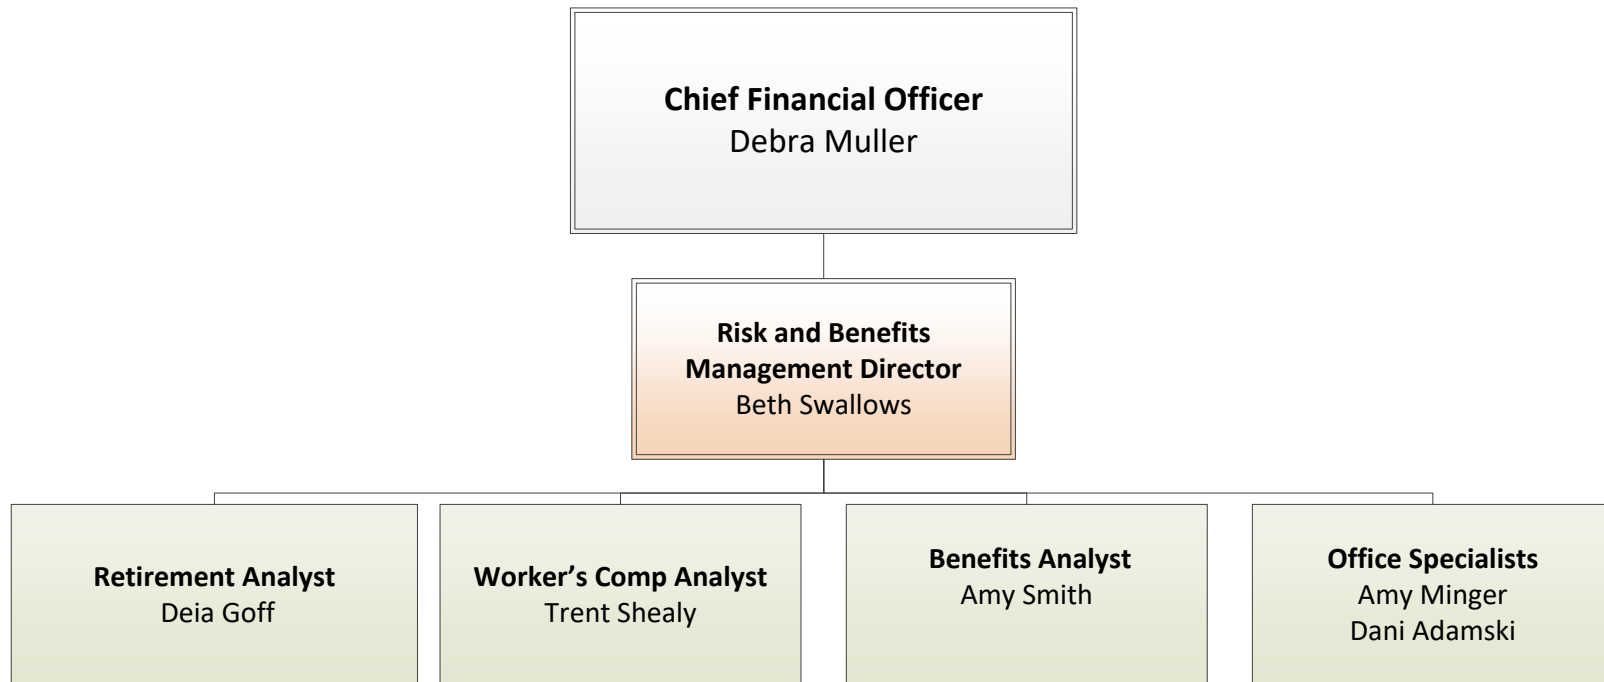 Chief Financial Officer
Debra Muller
Risk and Benefits
Management Director
Beth Swallows
Retirement Analyst
Deia Goff
Worker’s Comp Analyst
Trent Shealy
Benefits Analyst
Amy Smith
Office Specialists
Amy Minger
Dani Adamski